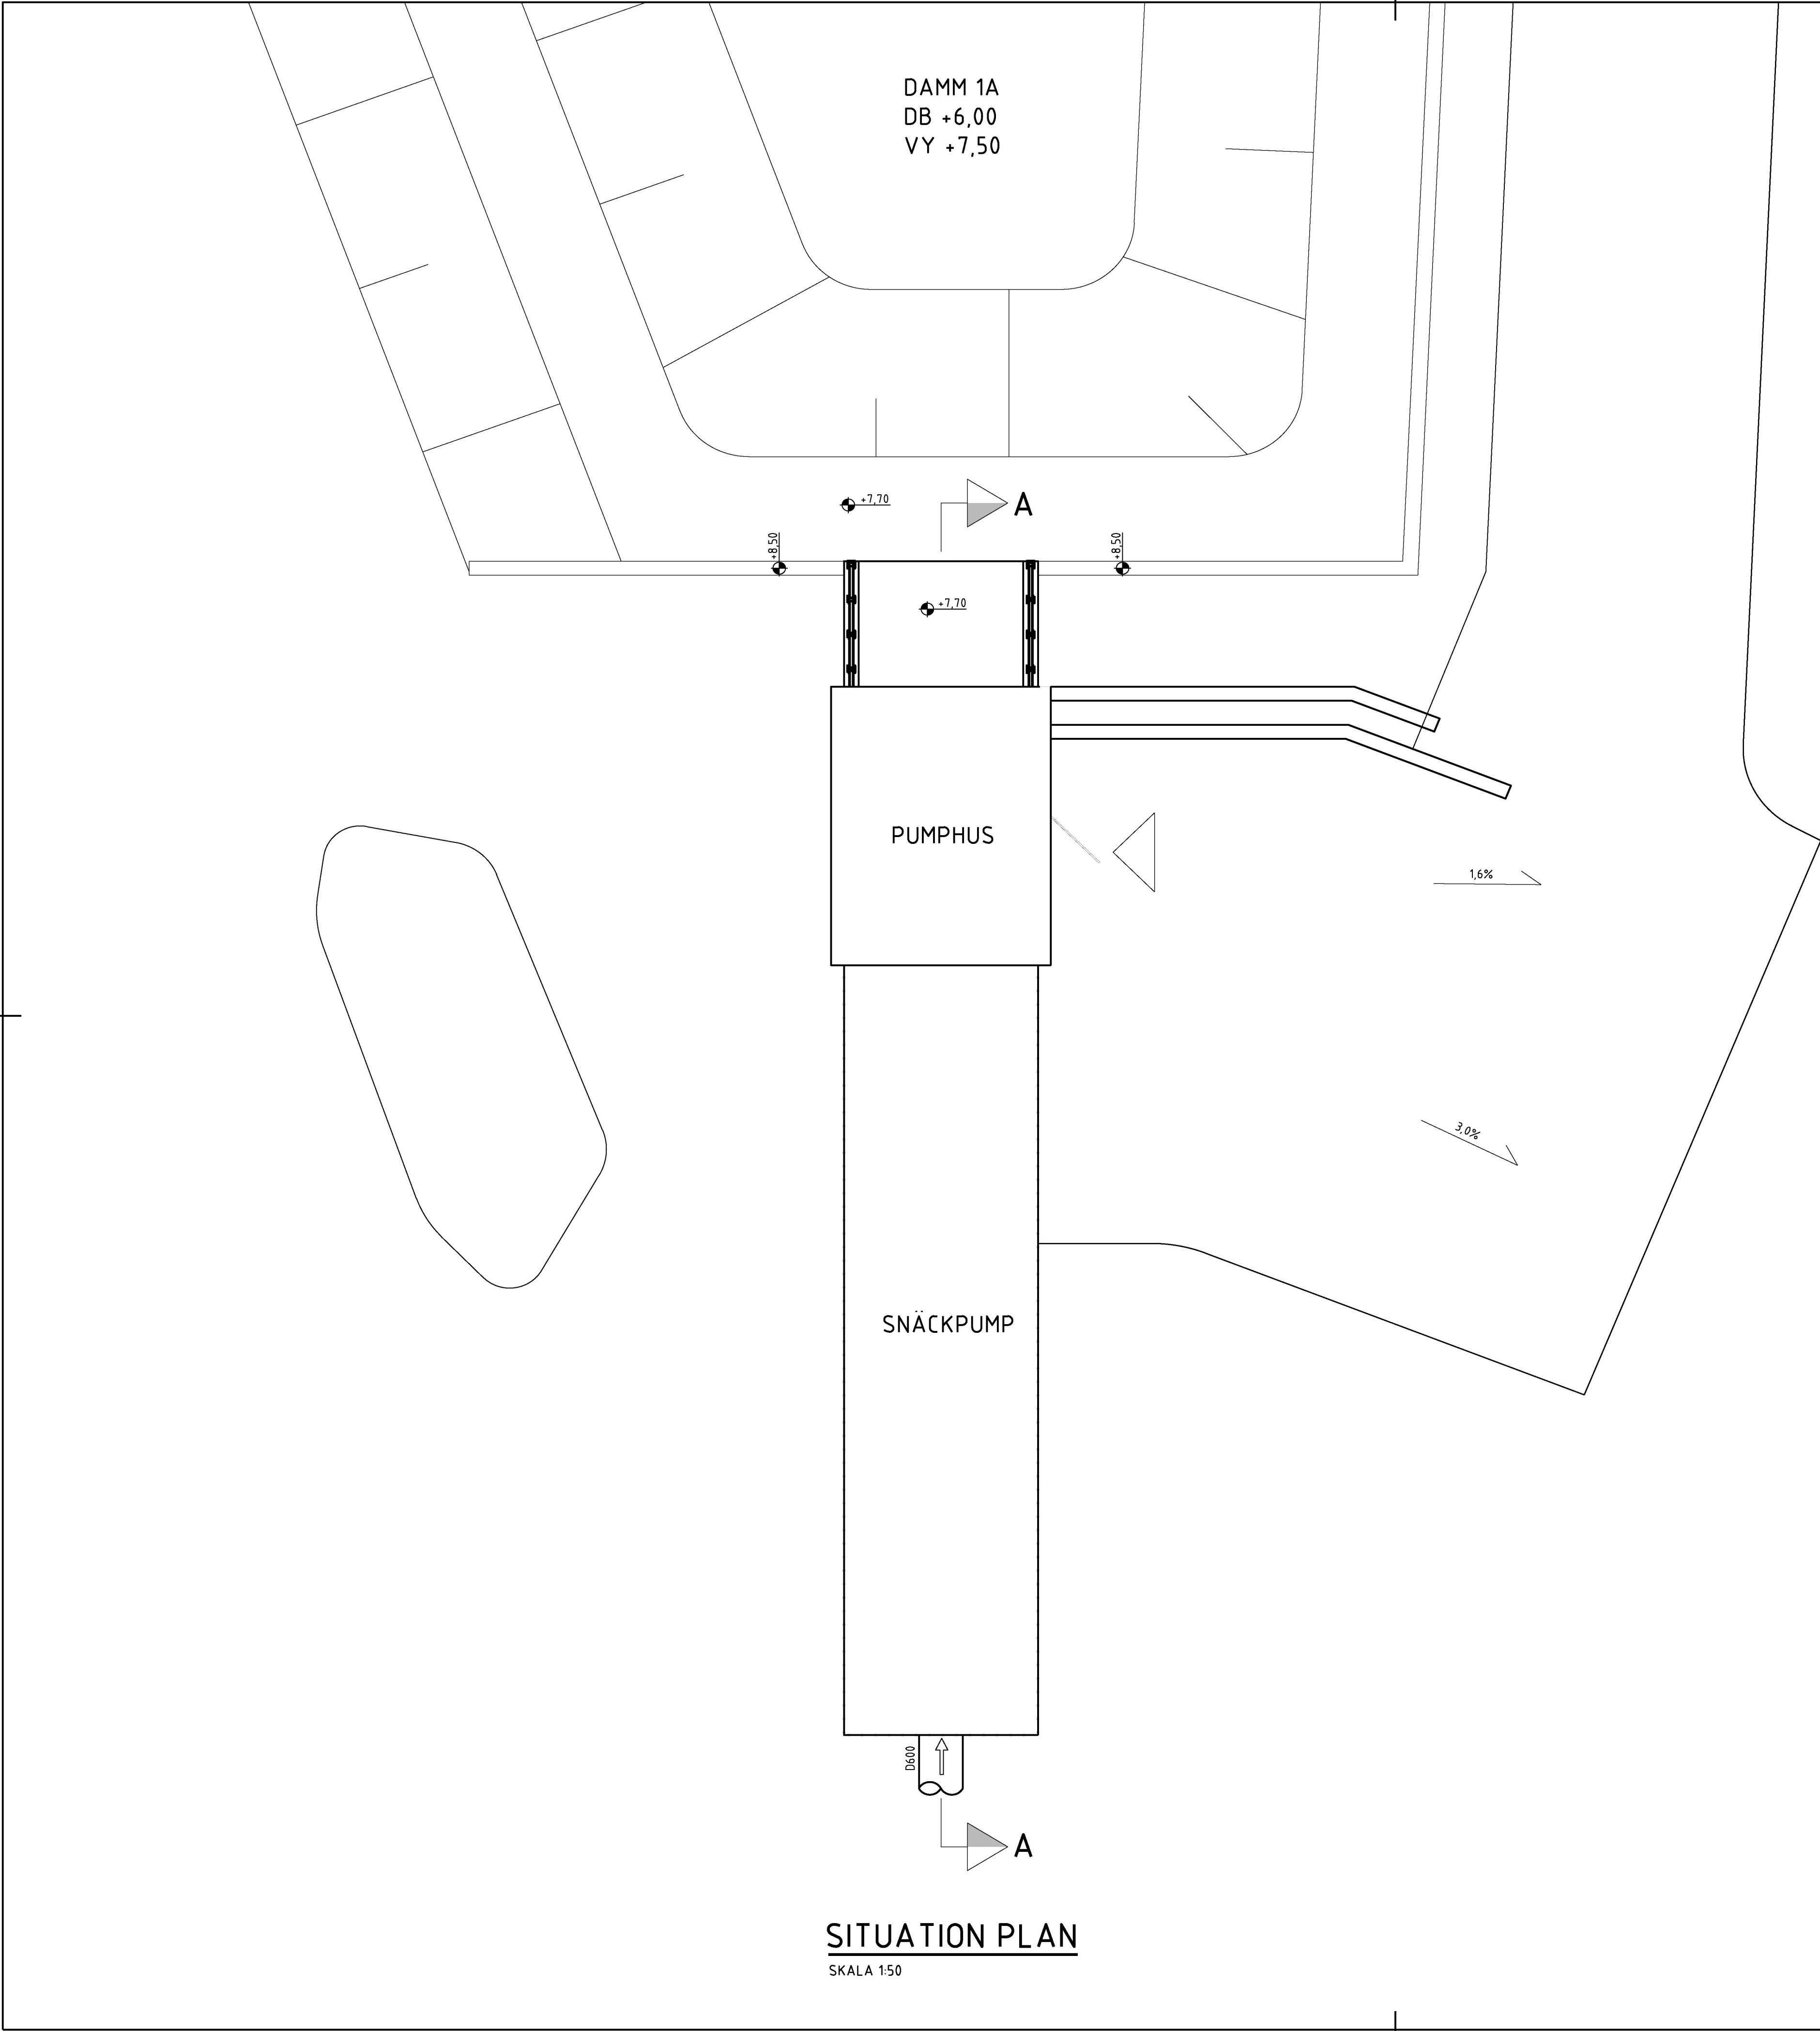 DAMM 1A
DB +6,00
VY +7,50
+7,70
A
+8,50
+8,50
+7,70
PUMPHUS
1,6%
3,0%
SNÄCKPUMP
D600
A
SITUATION PLAN
SKALA 1:50